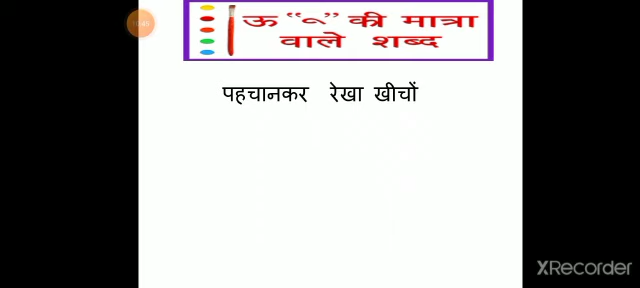 ऊ “ू” की मात्रा
वाले शब्द
पहचानकर रेखा खीचों
XRecorder